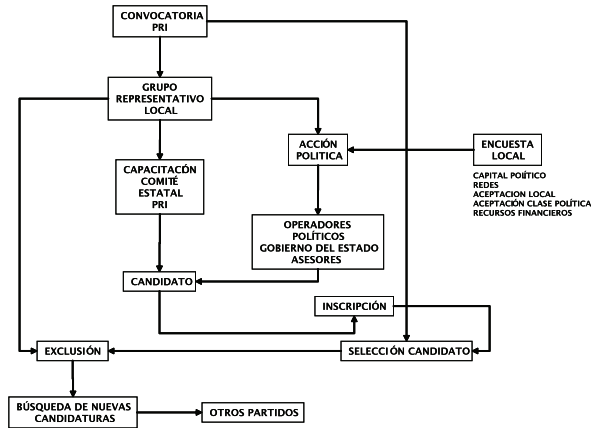 CONVOCATORIA
PRI
GRUPO
REPRESENTATIVO
LOCAL
ACCIÓN
POLITICA
ENCUESTA
LOCAL
CAPITAL POLÍTICO
REDES
ACEPTACION LOCAL
ACEPTACIÓN CLASE POLÍTICA
RECURSOS FINANCIEROS
CAPACITACÓN
COMITÉ
ESTATAL
PRI
OPERADORES
POLÍTICOS
GOBIERNO DEL ESTADO
ASESORES
CANDIDATO
INSCRIPCIÓN
EXCLUSIÓN
SELECCIÓN CANDIDATO
BÚSQUEDA DE NUEVAS
CANDIDATURAS
OTROS PARTIDOS